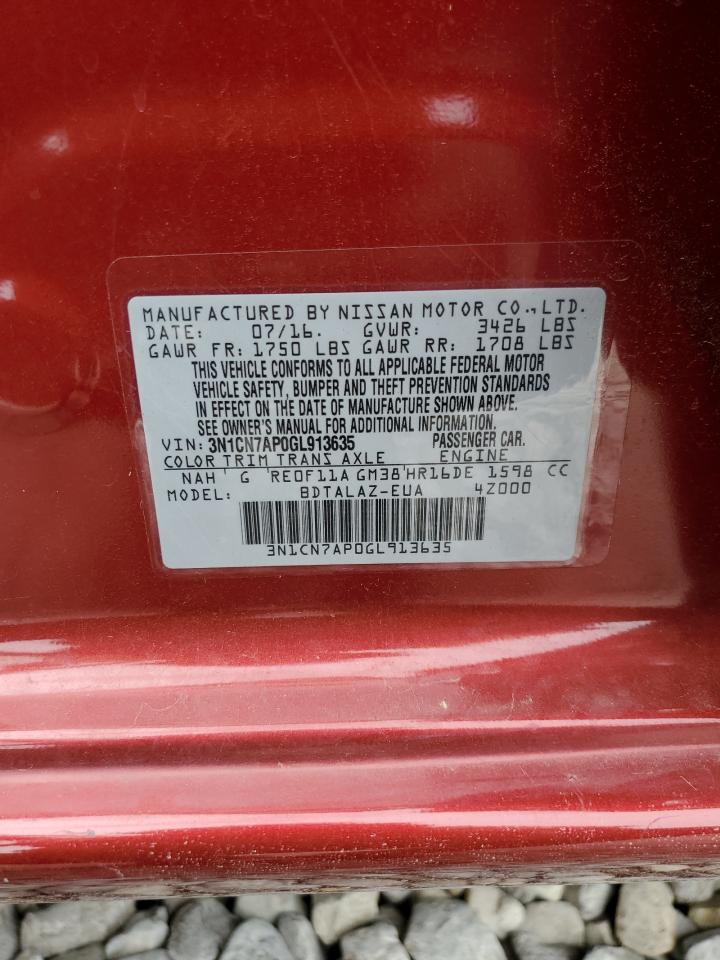 MANUFACTURED BY NISSAN MOTOR CO.,LTD.
DATE: 07/16. GVWR: 3426 LBS
GAWR FR: 1750 LBS GAWR RR: 1708 LBS
THIS VEHICLE CONFORMS TO ALL APPLICABLE FEDERAL MOTOR
VEHICLE SAFETY, BUMPER AND THEFT PREVENTION STANDARDS
IN EFFECT ON THE DATE OF MANUFACTURE SHOWN ABOVE.
SEE OWNER'S MANUAL FOR ADDITIONAL INFORMATION.
VIN: 3N1CN7AP0GL913635 PASSENGER CAR.
COLOR TRIM TRANS AXLE ENGINE
NAH ' G 'RE0F11A GM38'HR16DE 1598 CC
MODEL: BDTALAZ-EUA 4Z000
3N1CN7AP0GL913635